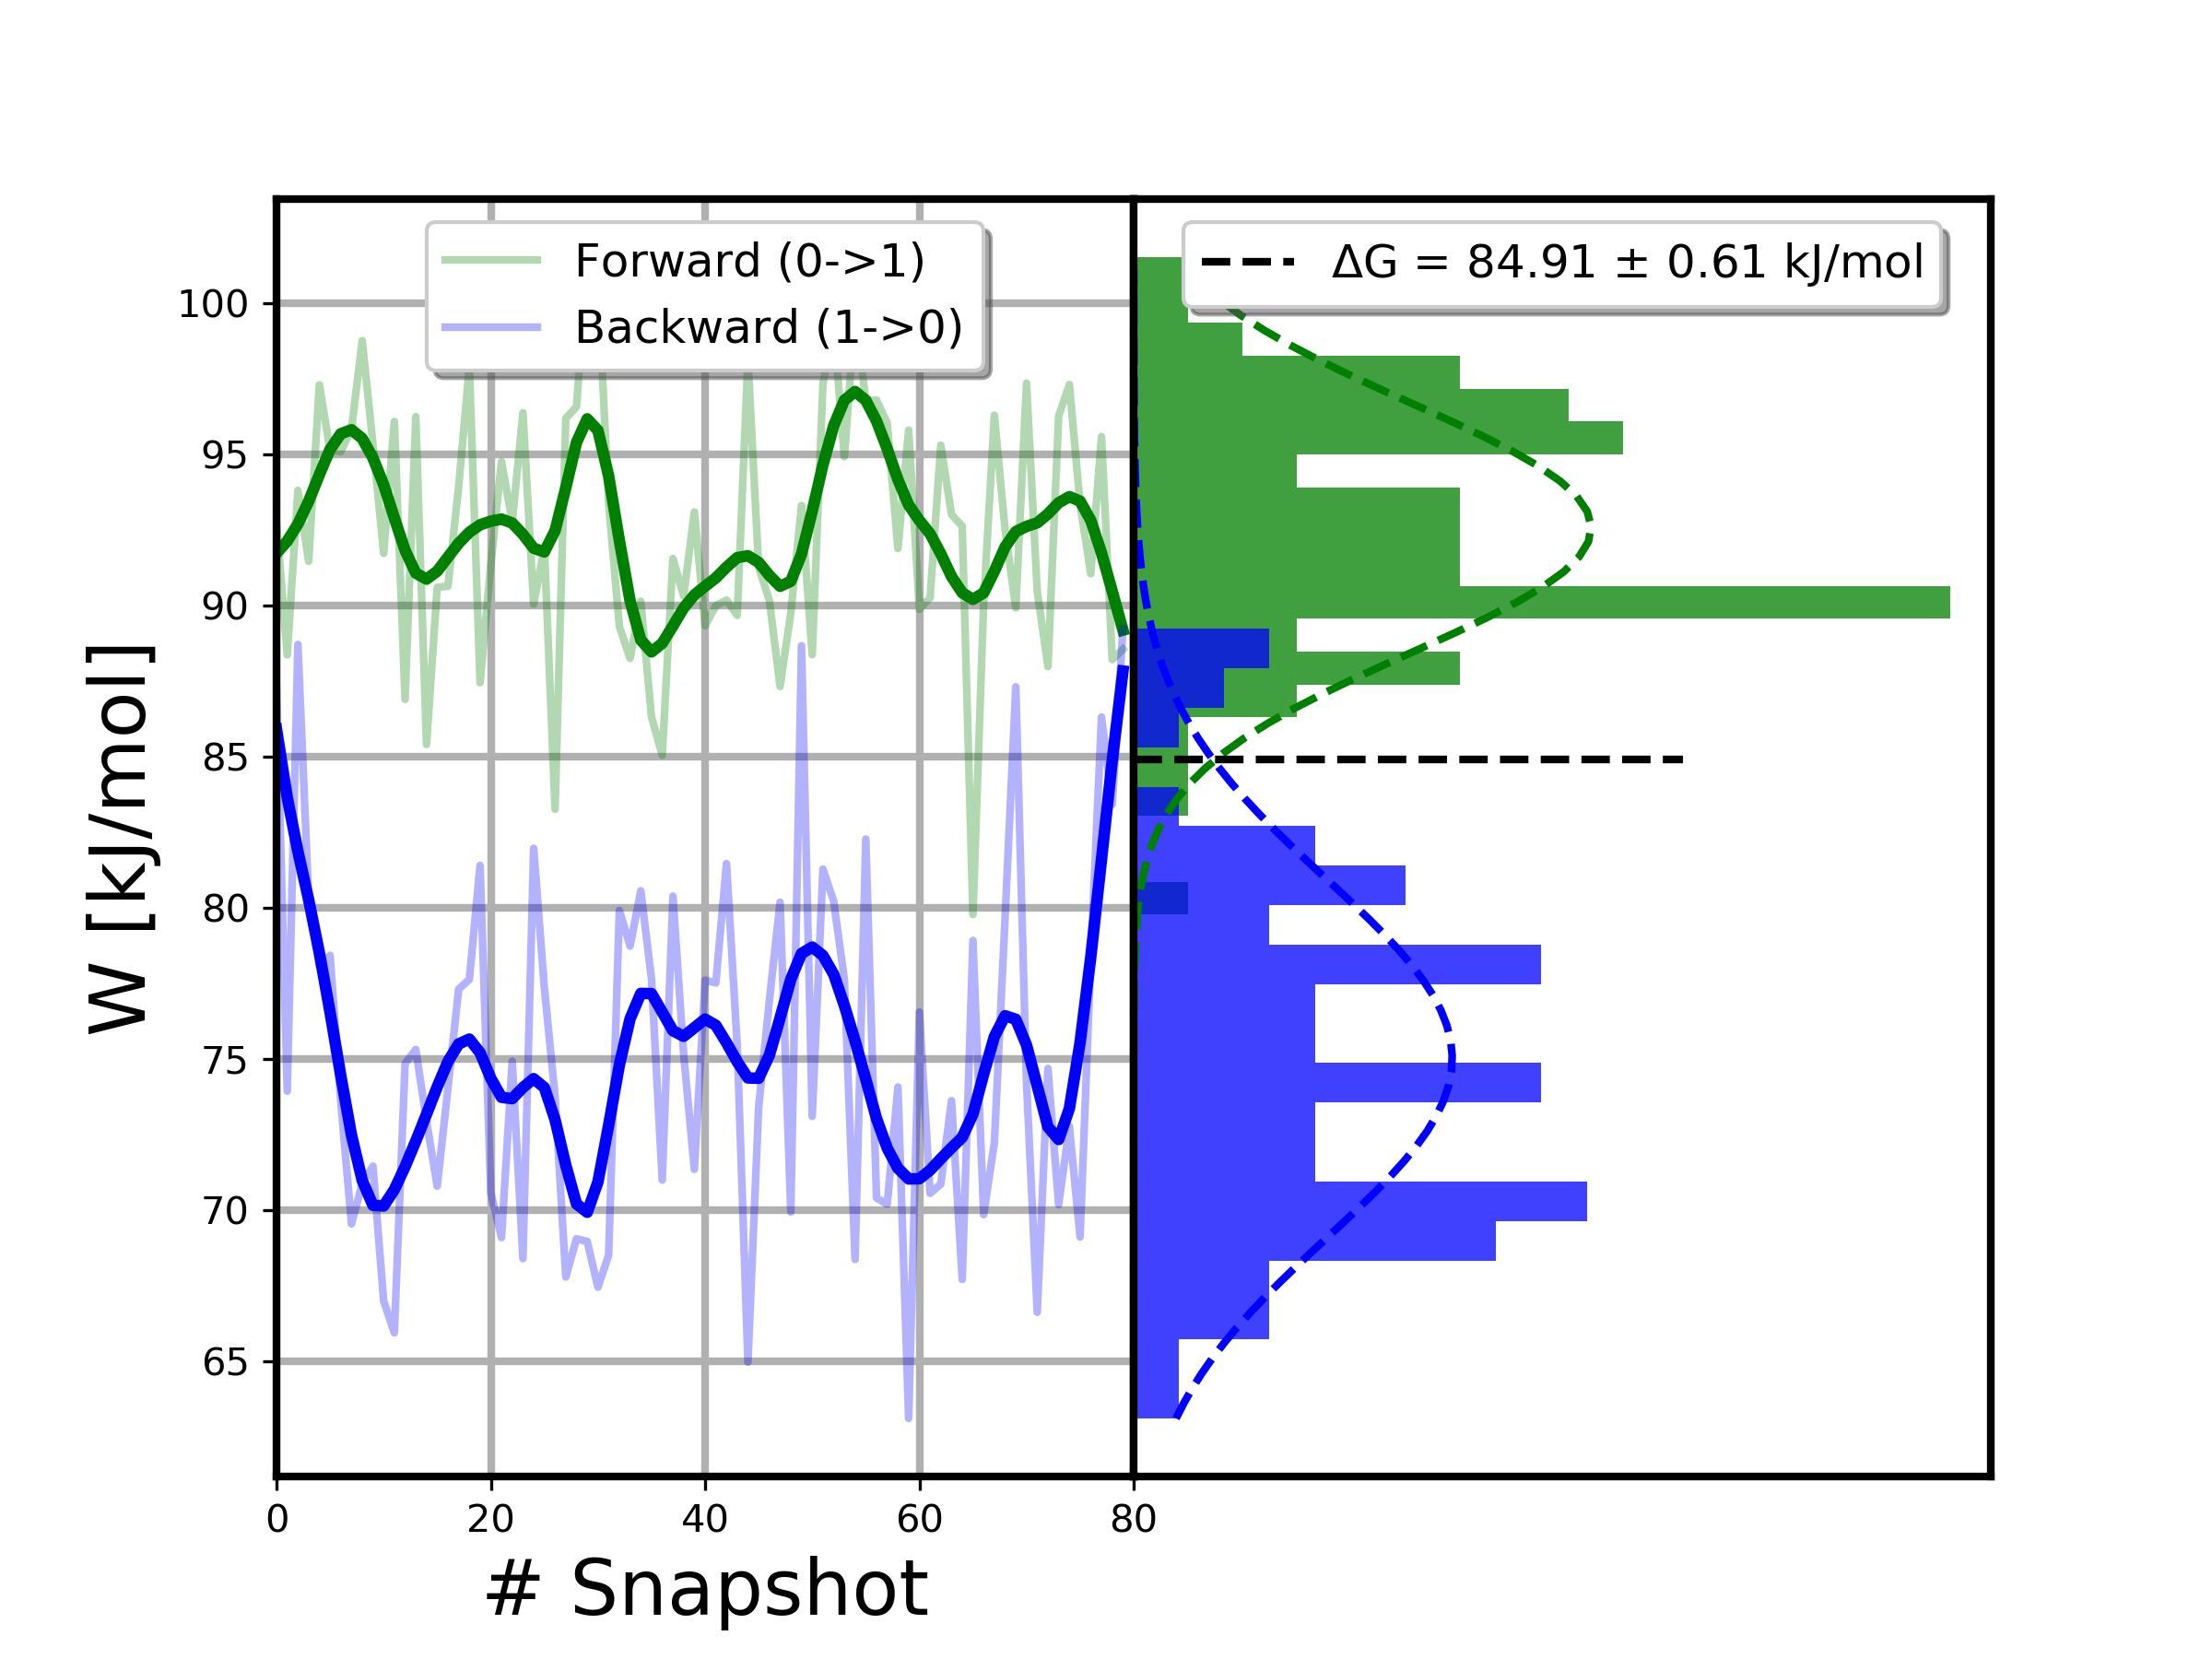 Forward (0->1)
Backward (1->0)
ΔG = 84.91 ± 0.61 kJ/mol
W [kJ/mol]
100
95
90
85
80
75
70
65
0 20 40 60 80
# Snapshot